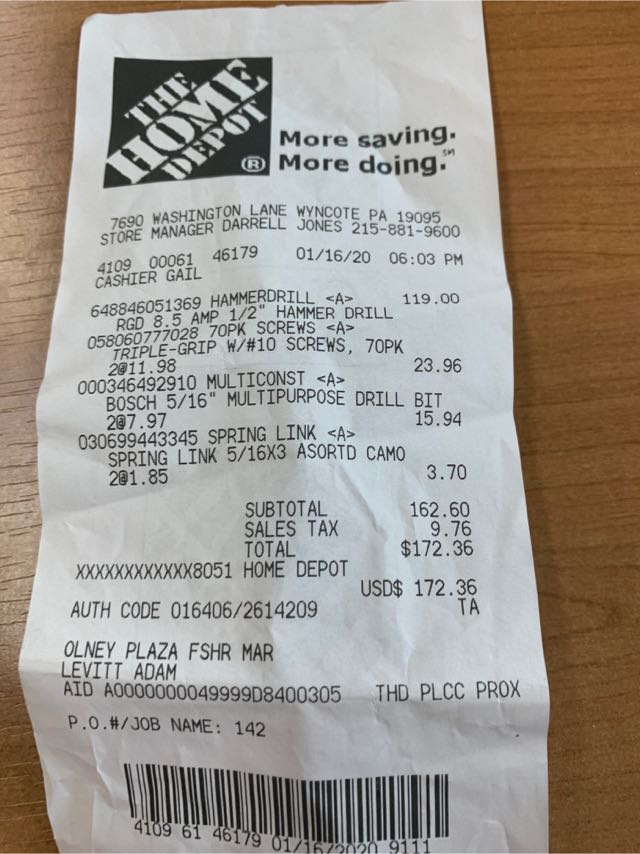 THE
HOME
DEPOT
®
More saving.
More doing.℠
7690 WASHINGTON LANE WYNCOTE PA 19095
STORE MANAGER DARRELL JONES 215-881-9600
4109 00061 46179 01/16/20 06:03 PM
CASHIER GAIL
648846051369 HAMMERDRILL <A> 119.00
RGD 8.5 AMP 1/2" HAMMER DRILL
058060777028 70PK SCREWS <A>
TRIPLE-GRIP W/#10 SCREWS, 70PK
2@11.98 23.96
000346492910 MULTICONST <A>
BOSCH 5/16" MULTIPURPOSE DRILL BIT
2@7.97 15.94
030699443345 SPRING LINK <A>
SPRING LINK 5/16X3 ASORTD CAMO
2@1.85 3.70
SUBTOTAL 162.60
SALES TAX 9.76
TOTAL $172.36
XXXXXXXXXXXX8051 HOME DEPOT
USD$ 172.36
AUTH CODE 016406/2614209 TA
OLNEY PLAZA FSHR MAR
LEVITT ADAM
AID A0000000049999D8400305 THD PLCC PROX
P.O.#/JOB NAME: 142
4109 61 46179 01/16/2020 9111